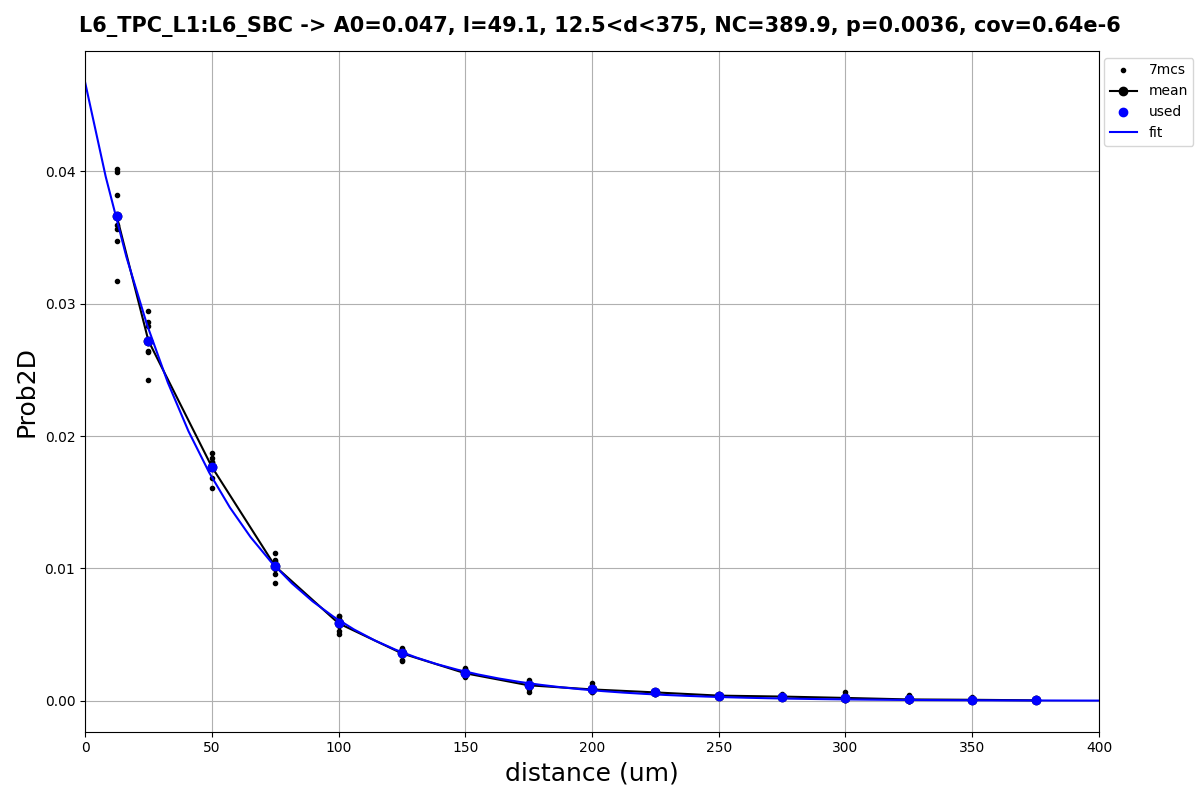 L6_TPC_L1:L6_SBC -> A0=0.047, l=49.1, 12.5<d<375, NC=389.9, p=0.0036, cov=0.64e-6
7mcs
mean
used
fit
0.04
0.03
0.02
0.01
0.00
Prob2D
0 50 100 150 200 250 300 350 400
distance (um)